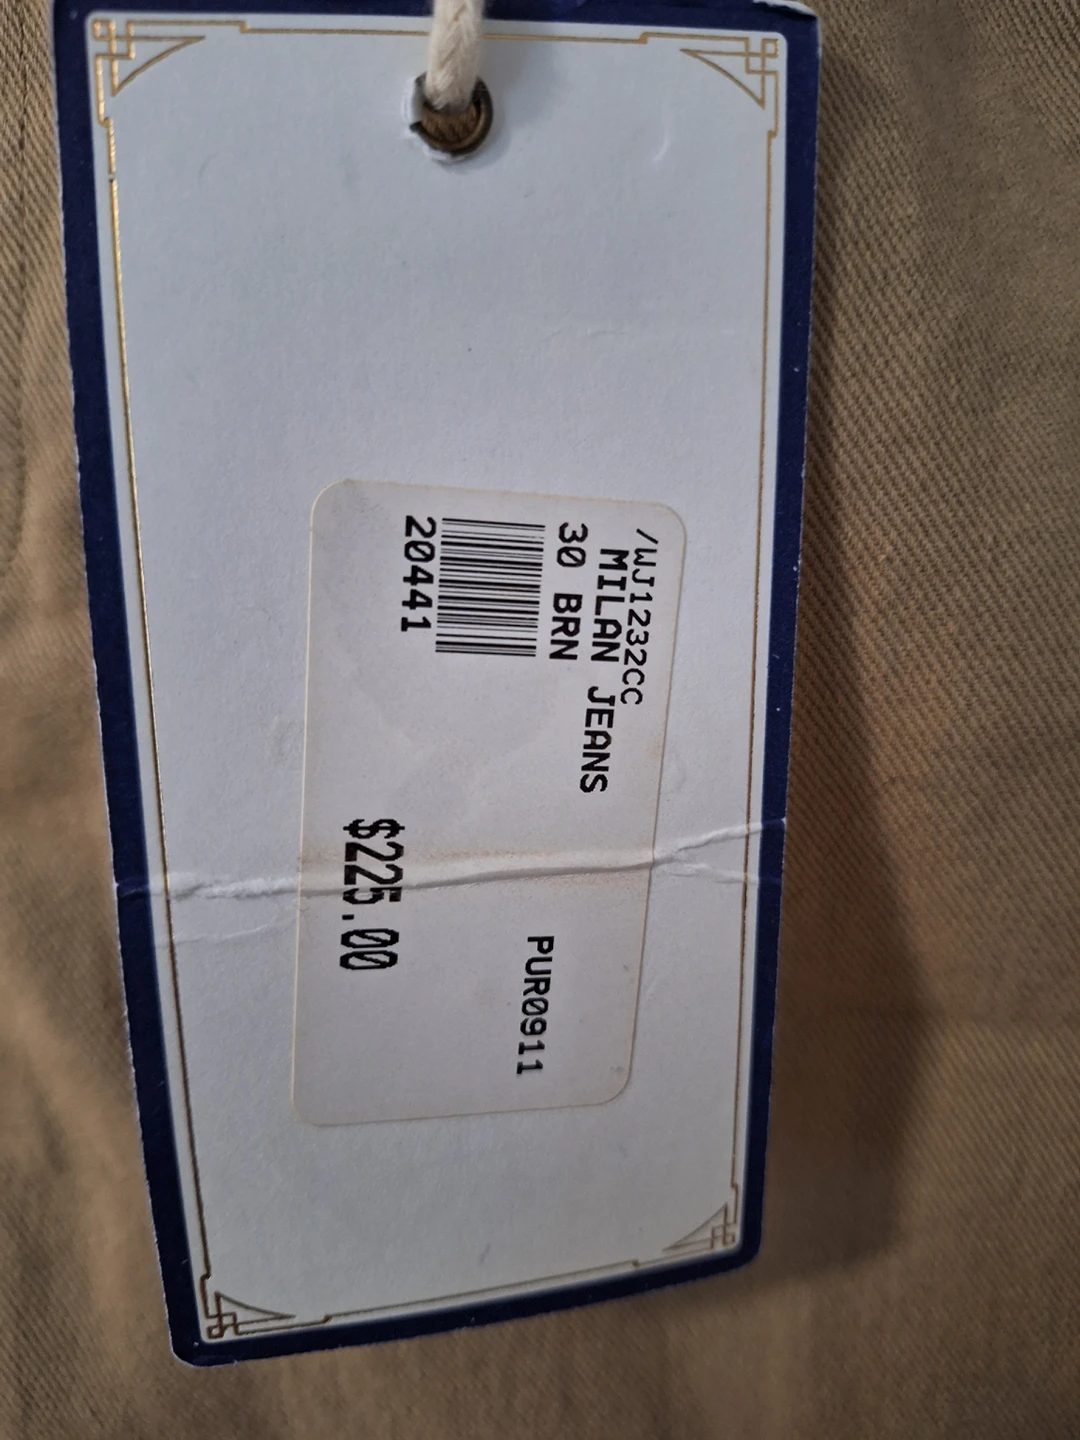 /WJ1232CC
MILAN JEANS
30 BRN
PUR0911
20441
$225.00